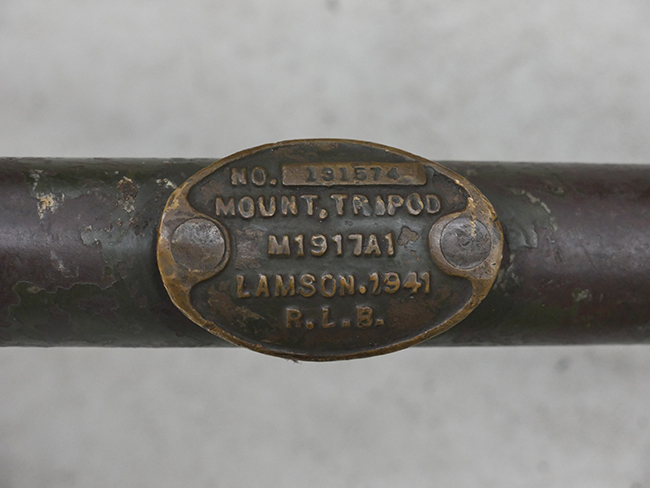 NO. 191574
MOUNT, TRIPOD
M1917A1
LAMSON.1941
R.L.B.